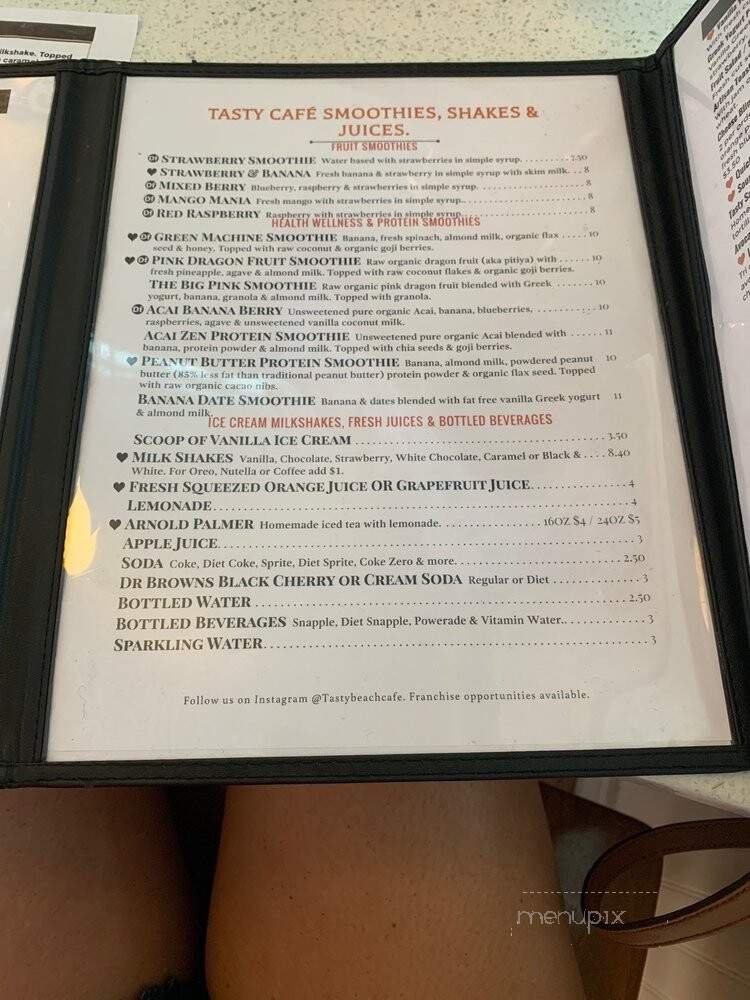 ilkshake. Topped
caramel
TASTY CAFÉ SMOOTHIES, SHAKES &
JUICES.
FRUIT SMOOTHIES
DF STRAWBERRY SMOOTHIE Water based with strawberries in simple syrup. . . . . . . . . 7.50
♥ STRAWBERRY & BANANA Fresh banana & strawberry in simple syrup with skim milk. . . 8
DF MIXED BERRY Blueberry, raspberry & strawberries in simple syrup. . . . . . . . . 8
DF MANGO MANIA Fresh mango with strawberries in simple syrup. . . . . . . . . 8
DF RED RASPBERRY Raspberry with strawberries in simple syrup. . . . . . . . . 8
HEALTH WELLNESS & PROTEIN SMOOTHIES
♥ DF GREEN MACHINE SMOOTHIE Banana, fresh spinach, almond milk, organic flax . . . . . 10
seed & honey. Topped with raw coconut & organic goji berries.
♥ DF PINK DRAGON FRUIT SMOOTHIE Raw organic dragon fruit (aka pitiya) with . . . . . . 10
fresh pineapple, agave & almond milk. Topped with raw coconut flakes & organic goji berries.
THE BIG PINK SMOOTHIE Raw organic pink dragon fruit blended with Greek . . . . . . . 10
yogurt, banana, granola & almond milk. Topped with granola.
DF ACAI BANANA BERRY Unsweetened pure organic Acai, banana, blueberries, . . . . . . . . . 10
raspberries, agave & unsweetened vanilla coconut milk.
ACAI ZEN PROTEIN SMOOTHIE Unsweetened pure organic Acai blended with . . . . . . 11
banana, protein powder & almond milk. Topped with chia seeds & goji berries.
♥ PEANUT BUTTER PROTEIN SMOOTHIE Banana, almond milk, powdered peanut 10
butter (85% less fat than traditional peanut butter) protein powder & organic flax seed. Topped
with raw organic cacao nibs.
BANANA DATE SMOOTHIE Banana & dates blended with fat free vanilla Greek yogurt 11
& almond milk.
ICE CREAM MILKSHAKES, FRESH JUICES & BOTTLED BEVERAGES
SCOOP OF VANILLA ICE CREAM . . . . . . . . . 3.50
♥ MILK SHAKES Vanilla, Chocolate, Strawberry, White Chocolate, Caramel or Black & . . . . 8.40
White. For Oreo, Nutella or Coffee add $1.
♥ FRESH SQUEEZED ORANGE JUICE OR GRAPEFRUIT JUICE. . . . . . . . . 4
LEMONADE. . . . . . . . . 4
♥ ARNOLD PALMER Homemade iced tea with lemonade. . . . . . . . . 16OZ $4 / 24OZ $5
APPLE JUICE. . . . . . . . . 3
SODA Coke, Diet Coke, Sprite, Diet Sprite, Coke Zero & more. . . . . . . . . 2.50
DR BROWNS BLACK CHERRY OR CREAM SODA Regular or Diet . . . . . . . . . 3
BOTTLED WATER . . . . . . . . . 2.50
BOTTLED BEVERAGES Snapple, Diet Snapple, Powerade & Vitamin Water. . . . . . . . . 3
SPARKLING WATER. . . . . . . . . 3
Follow us on Instagram @Tastybeachcafe. Franchise opportunities available.
menupix